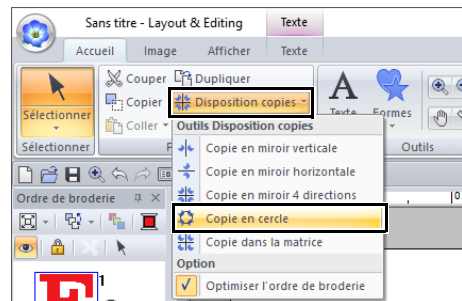 Sans titre - Layout & Editing Texte
Accueil Image Afficher Texte
Couper Dupliquer
Sélectionner Copier Disposition copies Texte Formes
Coller Outils Disposition copies
Sélectionner Copie en miroir verticale Outils
Copie en miroir horizontale
Ordre de broderie Copie en miroir 4 directions
Copie en cercle
Copie dans la matrice
Option
1 Optimiser l'ordre de broderie